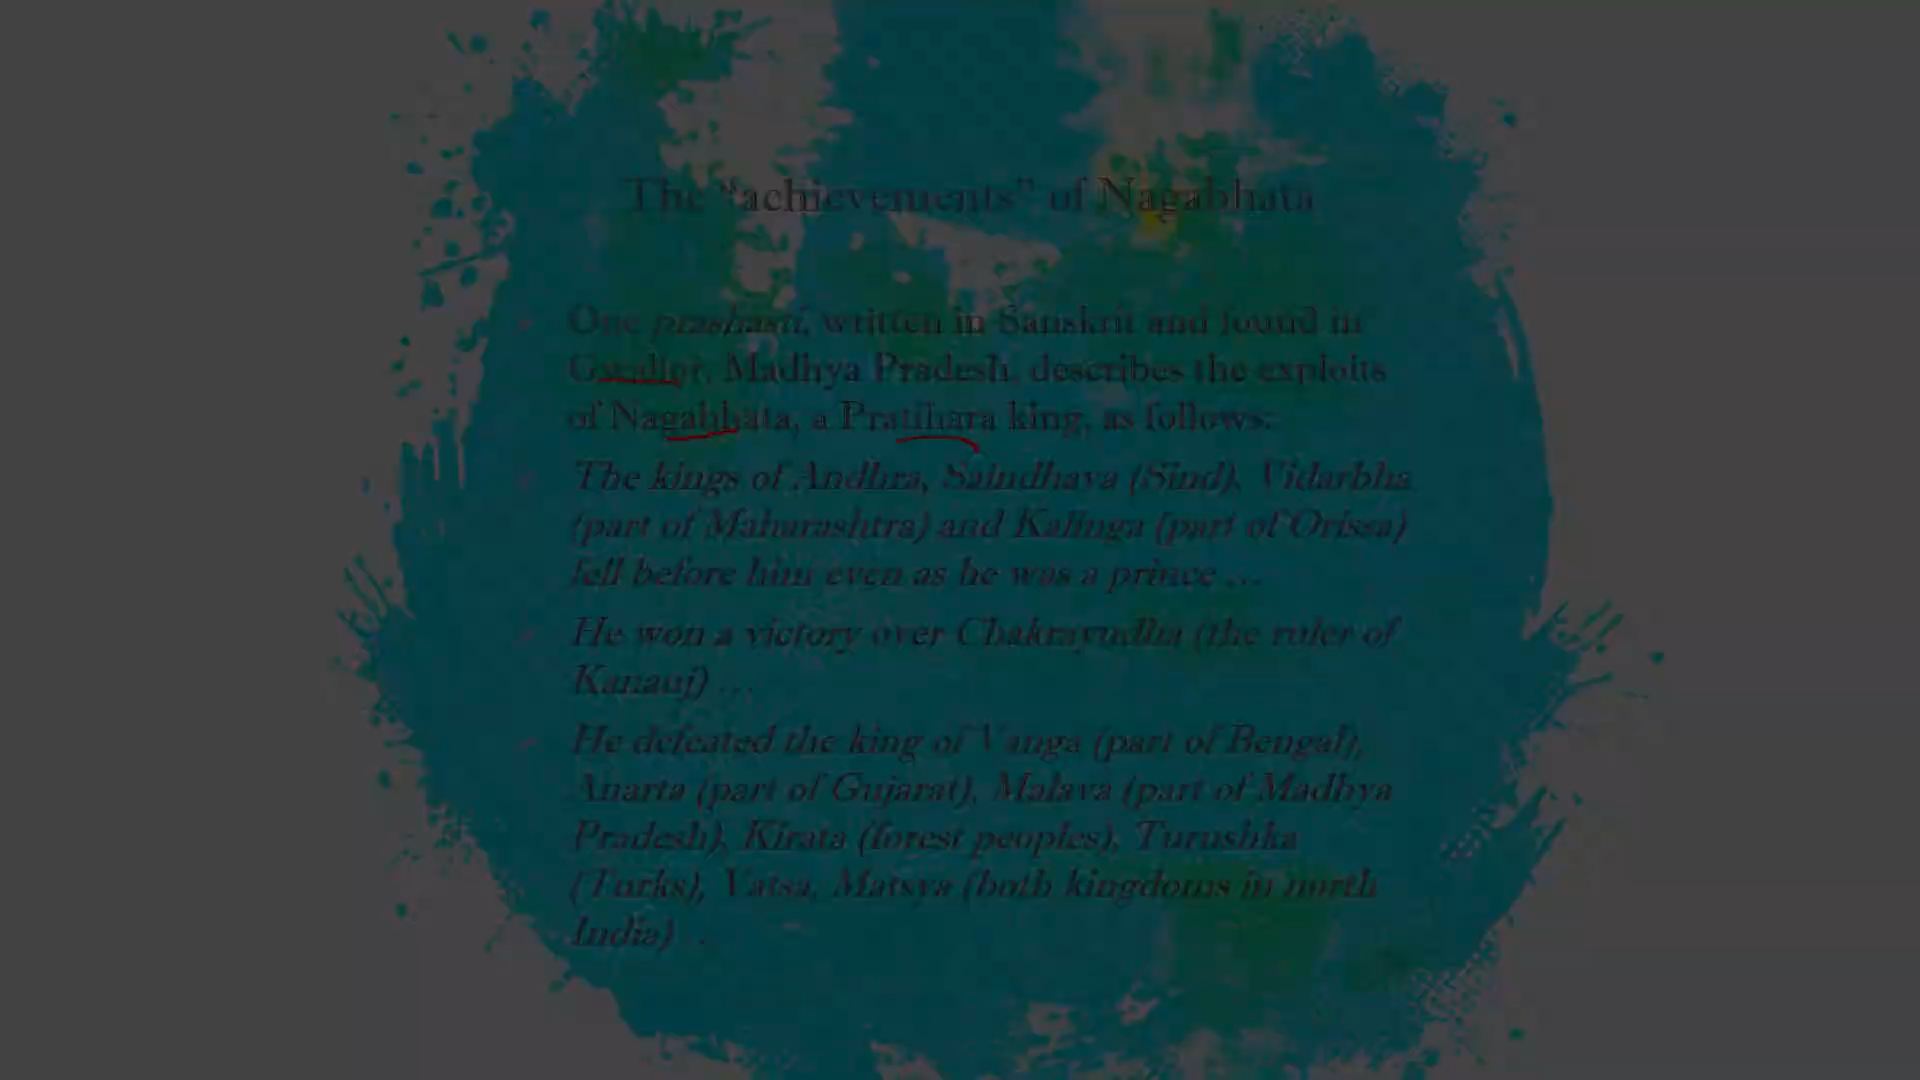 The “achievements” of Nagabhata
One prashasti, written in Sanskrit and found in
Gwalior, Madhya Pradesh, describes the exploits
of Nagabhata, a Pratihara king, as follows:
The kings of Andhra, Saindhava (Sind), Vidarbha
(part of Maharashtra) and Kalinga (part of Orissa)
fell before him even as he was a prince …
He won a victory over Chakrayudha (the ruler of
Kanauj) …
He defeated the king of Vanga (part of Bengal),
Anarta (part of Gujarat), Malava (part of Madhya
Pradesh), Kirata (forest peoples), Turushka
(Turks), Vatsa, Matsya (both kingdoms in north
India) …